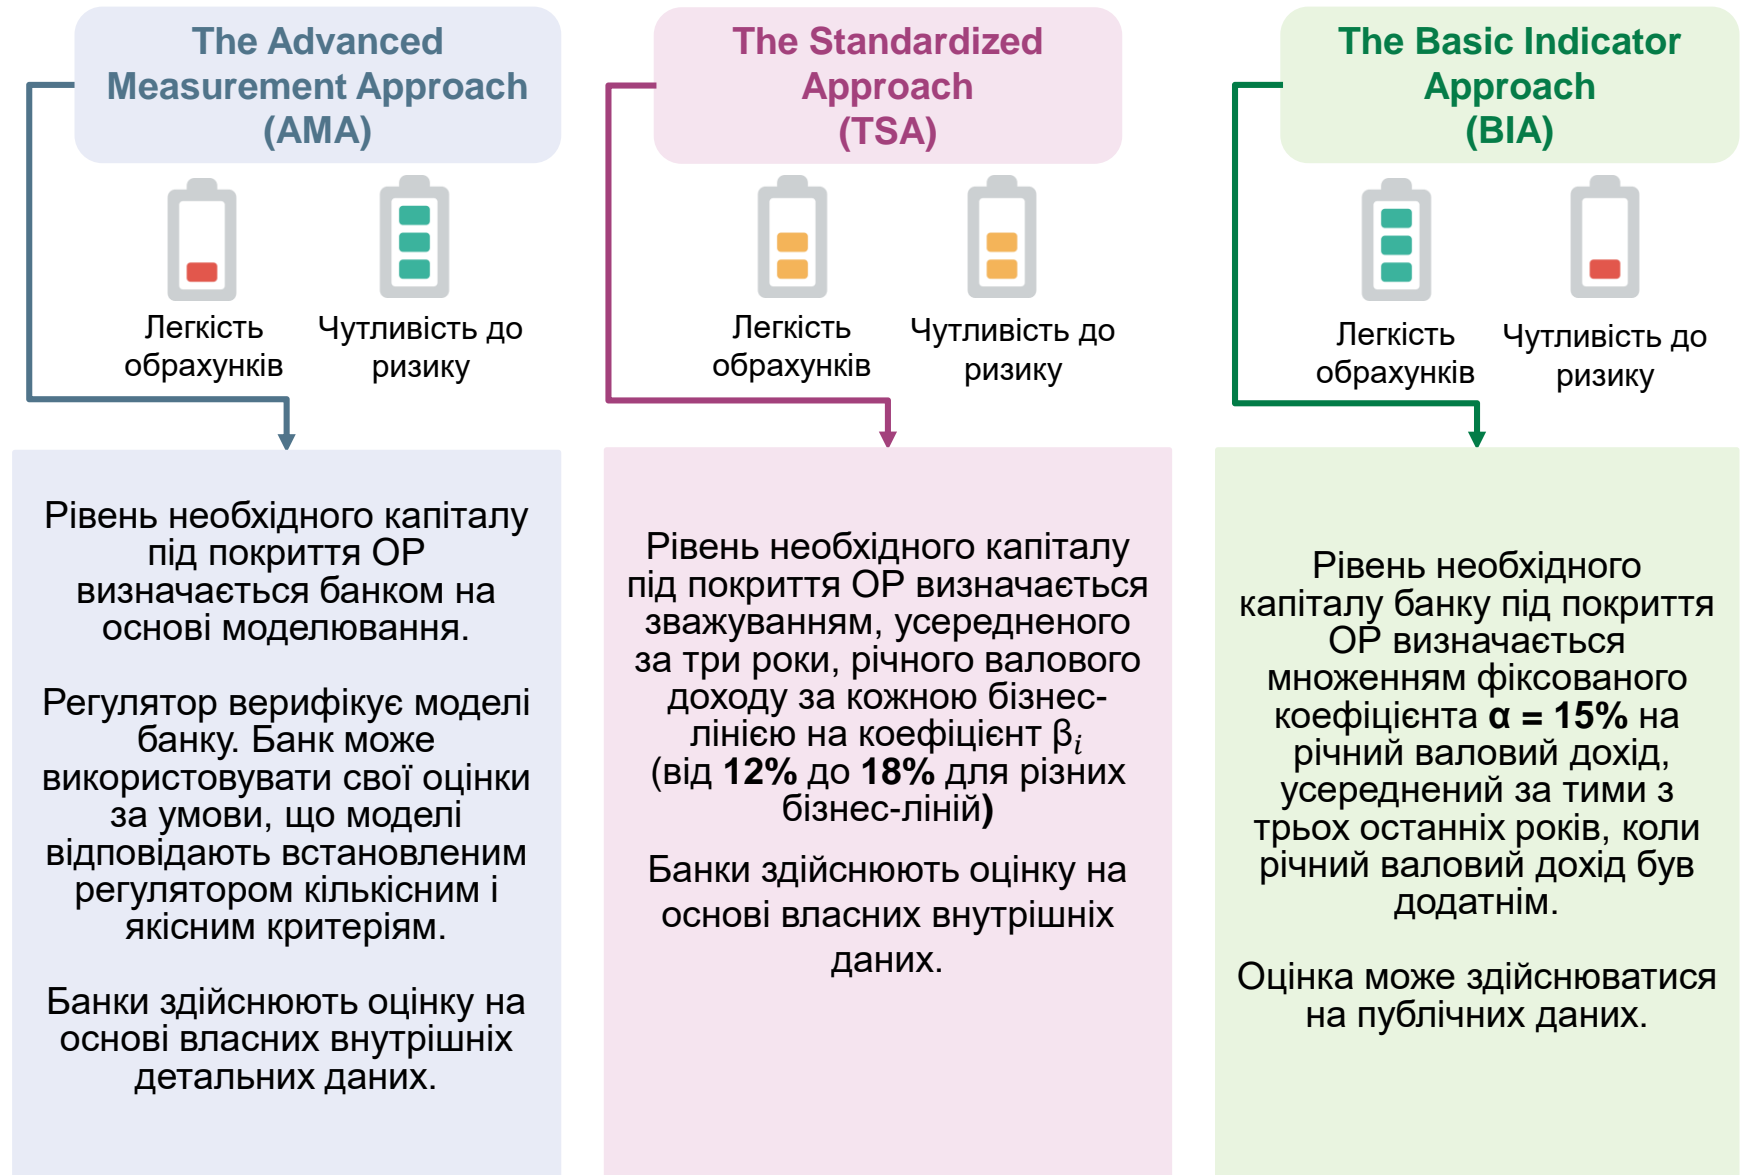 The Advanced
Measurement Approach
(AMA)
Легкість
обрахунків
Чутливість до
ризику
Рівень необхідного капіталу
під покриття ОР
визначається банком на
основі моделювання.
Регулятор верифікує моделі
банку. Банк може
використовувати свої оцінки
за умови, що моделі
відповідають встановленим
регулятором кількісним і
якісним критеріям.
Банки здійснюють оцінку на
основі власних внутрішніх
детальних даних.
The Standardized
Approach
(TSA)
Легкість
обрахунків
Чутливість до
ризику
Рівень необхідного капіталу
під покриття ОР визначається
зважуванням, усередненого
за три роки, річного валового
доходу за кожною бізнес-
лінією на коефіцієнт βᵢ
(від 12% до 18% для різних
бізнес-ліній)
Банки здійснюють оцінку на
основі власних внутрішніх
даних.
The Basic Indicator
Approach
(BIA)
Легкість
обрахунків
Чутливість до
ризику
Рівень необхідного
капіталу банку під покриття
ОР визначається
множенням фіксованого
коефіцієнта α = 15% на
річний валовий дохід,
усереднений за тими з
трьох останніх років, коли
річний валовий дохід був
додатнім.
Оцінка може здійснюватися
на публічних даних.